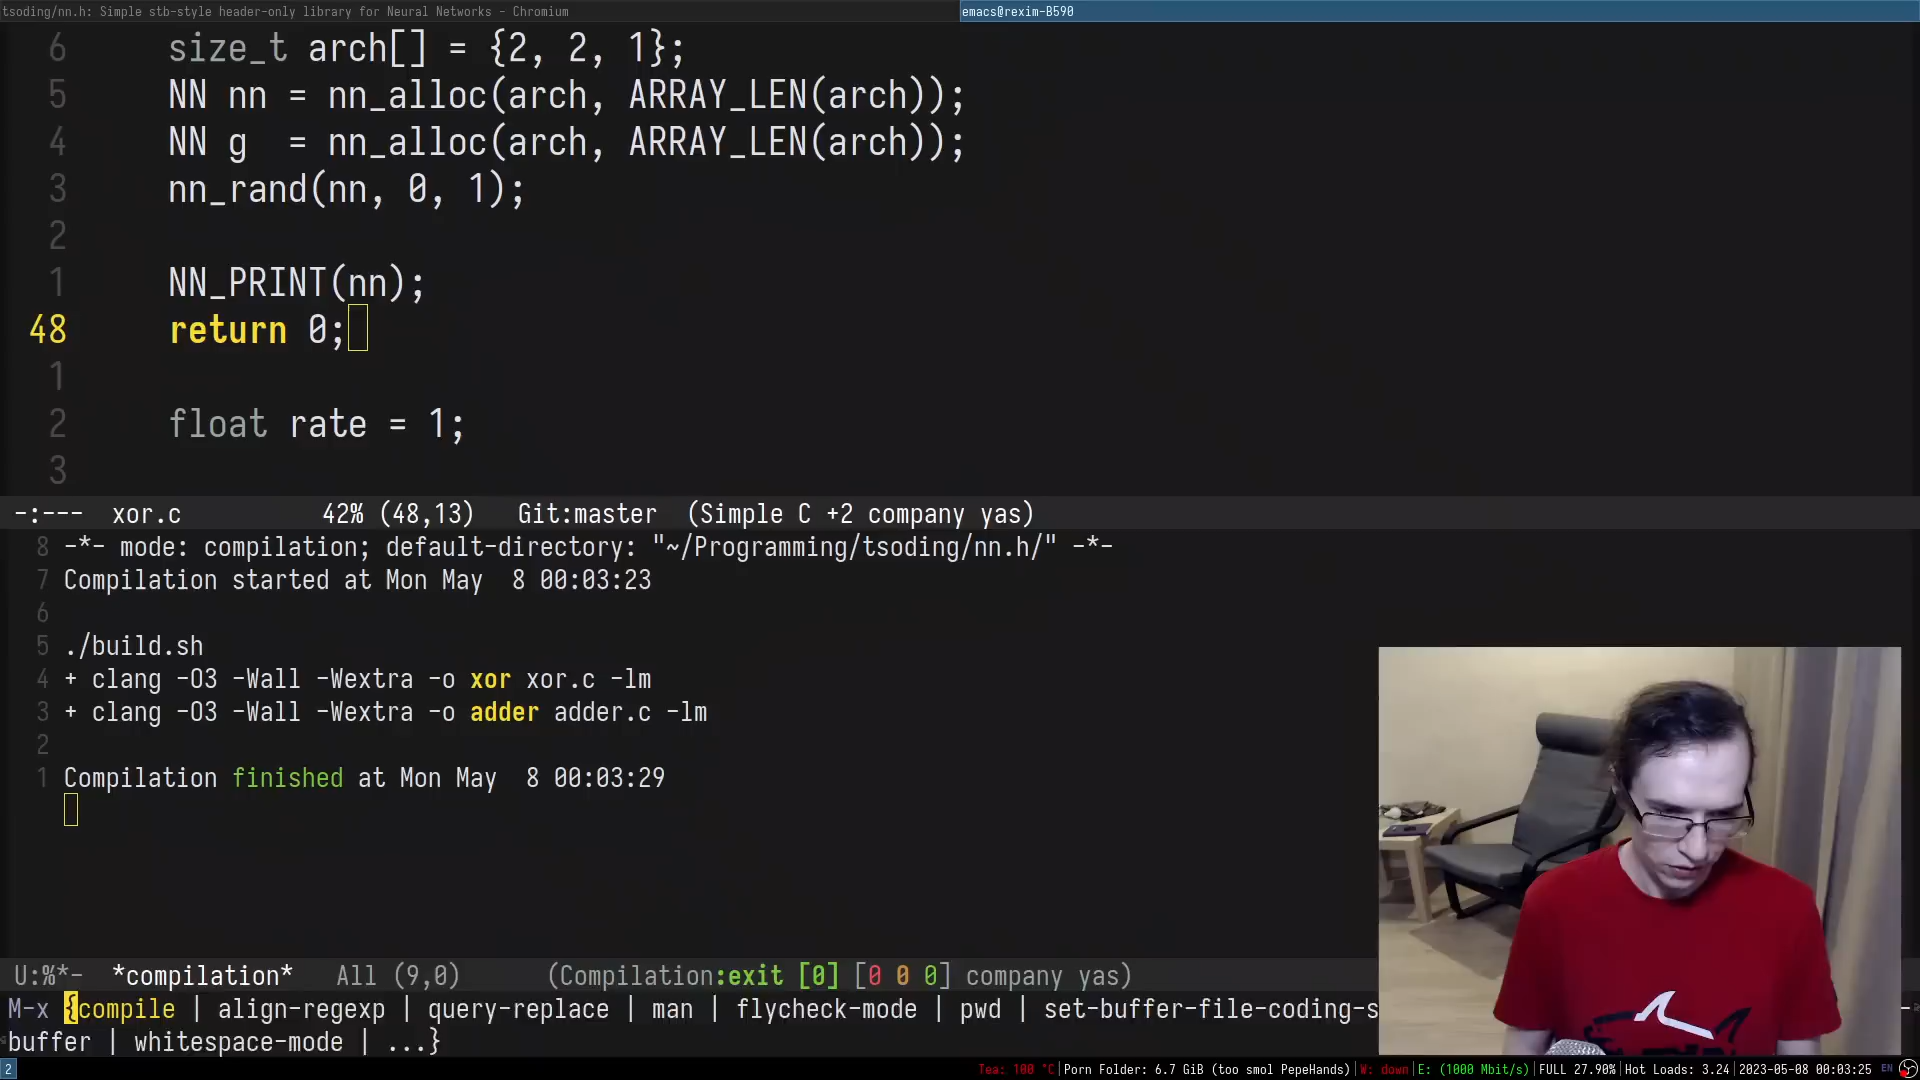 tsoding/nn.h: Simple stb-style header-only library for Neural Networks - Chromium
emacs@rexim-B590
6 size_t arch[] = {2, 2, 1};
5 NN nn = nn_alloc(arch, ARRAY_LEN(arch));
4 NN g  = nn_alloc(arch, ARRAY_LEN(arch));
3 nn_rand(nn, 0, 1);
2
1 NN_PRINT(nn);
48 return 0;
1
2 float rate = 1;
3
-:--- xor.c 42% (48,13) Git:master (Simple C +2 company yas)
8 -*- mode: compilation; default-directory: "~/Programming/tsoding/nn.h/" -*-
7 Compilation started at Mon May  8 00:03:23
6
5 ./build.sh
4 + clang -O3 -Wall -Wextra -o xor xor.c -lm
3 + clang -O3 -Wall -Wextra -o adder adder.c -lm
2
1 Compilation finished at Mon May  8 00:03:29
U:%*- *compilation* All (9,0) (Compilation:exit [0] [0 0 0] company yas)
M-x {compile | align-regexp | query-replace | man | flycheck-mode | pwd | set-buffer-file-coding-s
buffer | whitespace-mode | ...}
2 Tea: 100 °C|Porn Folder: 6.7 GiB (too smol PepeHands)|W: down|E: (1000 Mbit/s)|FULL 27.90%|Hot Loads: 3.24|2023-05-08 00:03:25 EN